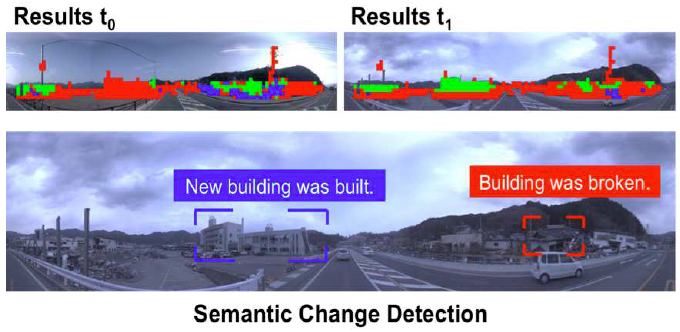 Results t0
Results t1
New building was built.
Building was broken.
Semantic Change Detection